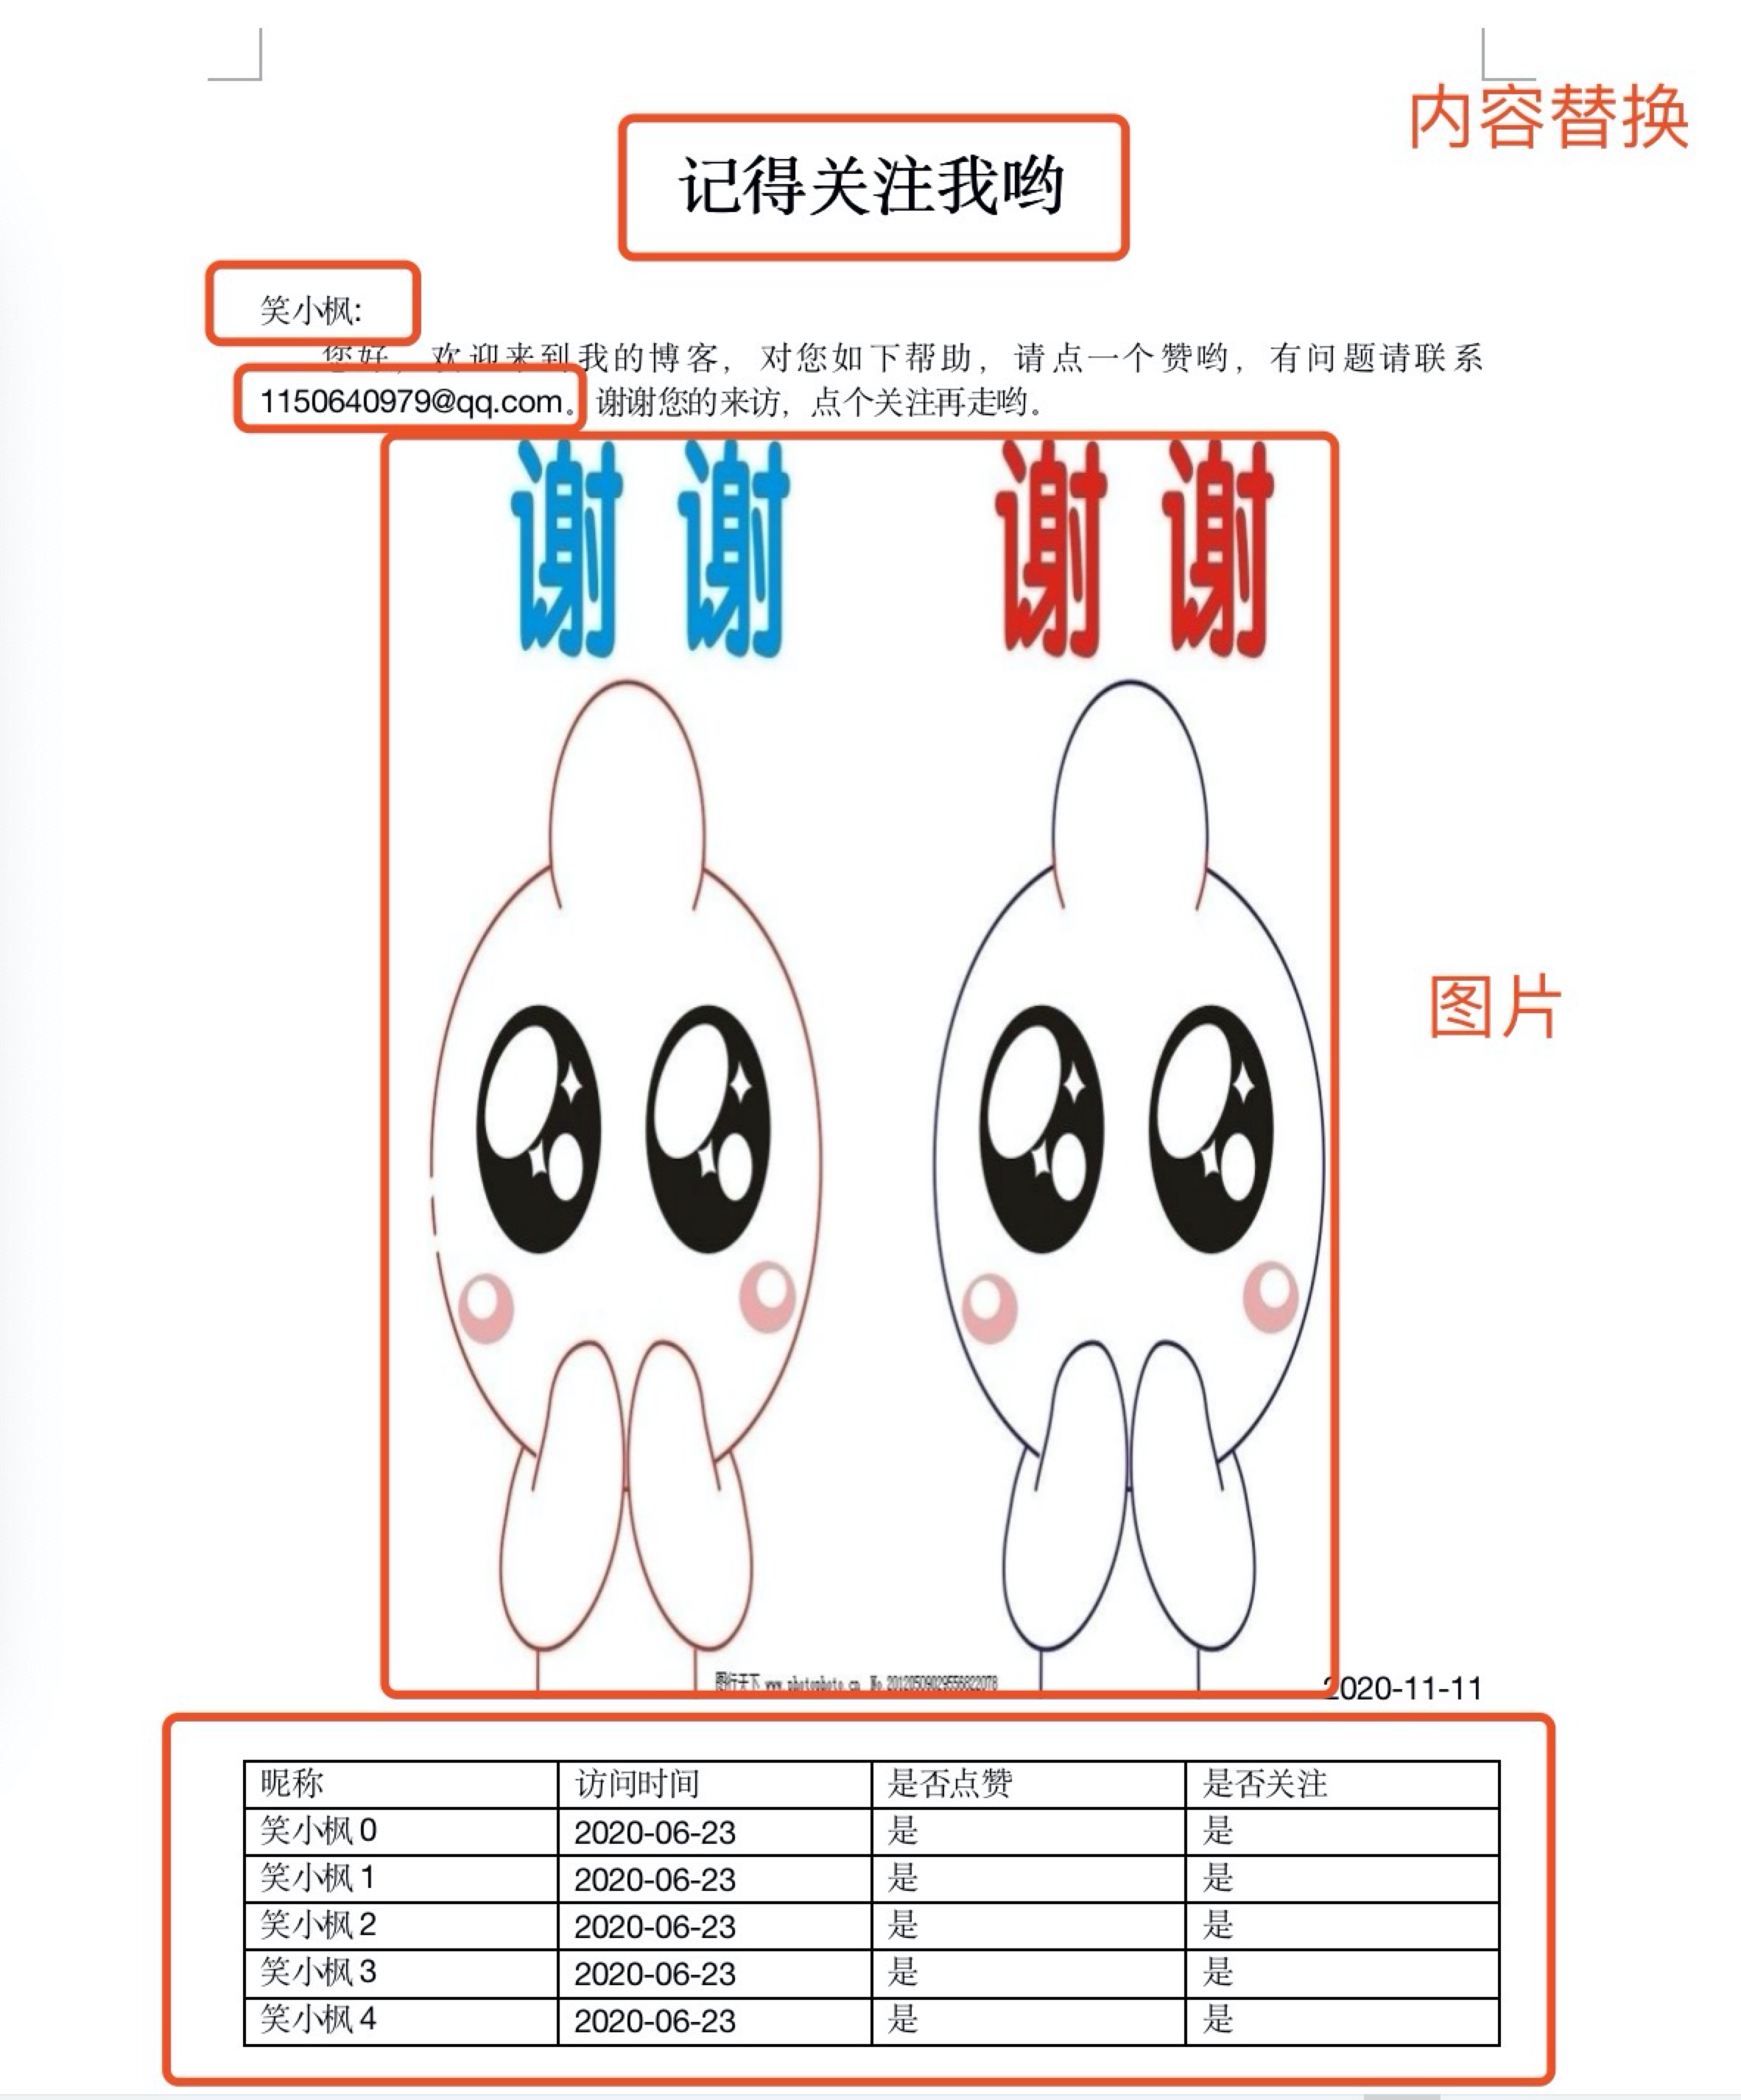 内容替换
记得关注我哟
笑小枫:
您好，欢迎来到我的博客，对您如下帮助，请点一个赞哟，有问题请联系
1150640979@qq.com。谢谢您的来访，点个关注再走哟。
谢 谢 谢 谢
图片
图行天下 www.photophoto.cn
2020-11-11
昵称 访问时间 是否点赞 是否关注
笑小枫0 2020-06-23 是 是
笑小枫1 2020-06-23 是 是
笑小枫2 2020-06-23 是 是
笑小枫3 2020-06-23 是 是
笑小枫4 2020-06-23 是 是